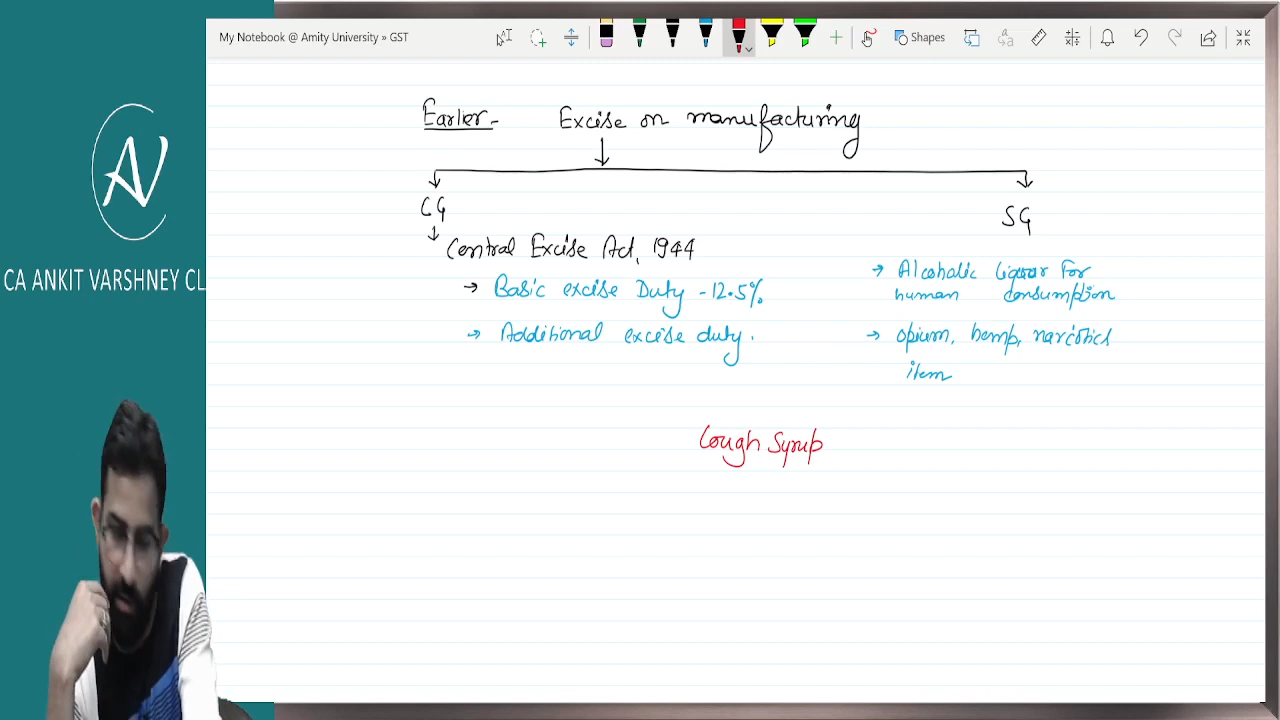 My Notebook @ Amity University » GST
Shapes
Earlier- Excise on manufacturing
CG
SG
Central Excise Act, 1944
→ Basic excise Duty - 12.5%
→ Additional excise duty.
→ Alcoholic liquor For
human consumption
→ opium, hemp, narcotics
item
Cough Syrup
AV
CA ANKIT VARSHNEY CL